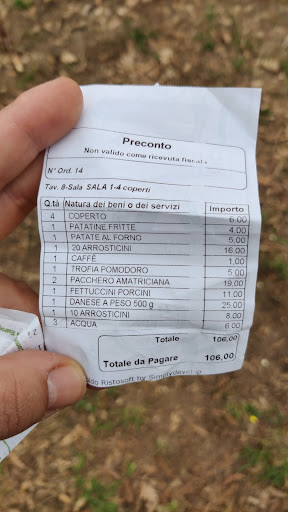 Preconto
Non valido come ricevuta fiscale
N° Ord. 14
Tav. 8-Sala SALA 1-4 coperti
Q.tà Natura dei beni o dei servizi Importo
4 COPERTO 6,00
1 PATATINE FRITTE 4,00
1 PATATE AL FORNO 5,00
1 20 ARROSTICINI 16,00
1 CAFFÈ 1,00
1 TROFIA POMODORO 5,00
2 PACCHERO AMATRICIANA 19,00
1 FETTUCCINI PORCINI 11,00
1 DANESE A PESO 500 g 25,00
1 10 ARROSTICINI 8,00
3 ACQUA 6,00
Totale 106,00
Totale da Pagare 106,00
Ristosoft by